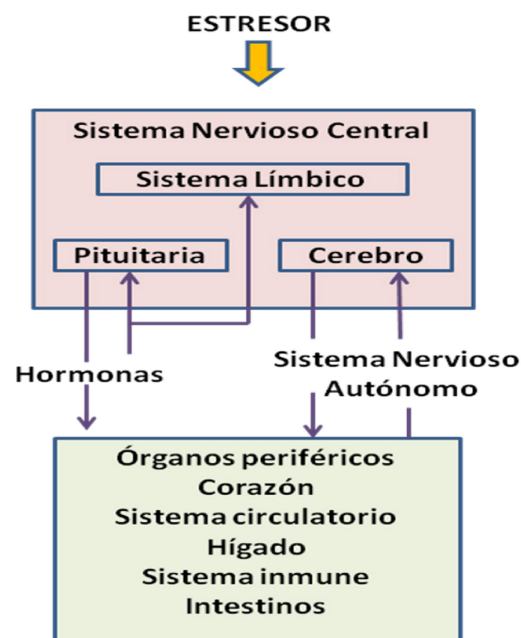 ESTRESOR
Sistema Nervioso Central
Sistema Límbico
Pituitaria
Cerebro
Hormonas
Sistema Nervioso
Autónomo
Órganos periféricos
Corazón
Sistema circulatorio
Hígado
Sistema inmune
Intestinos